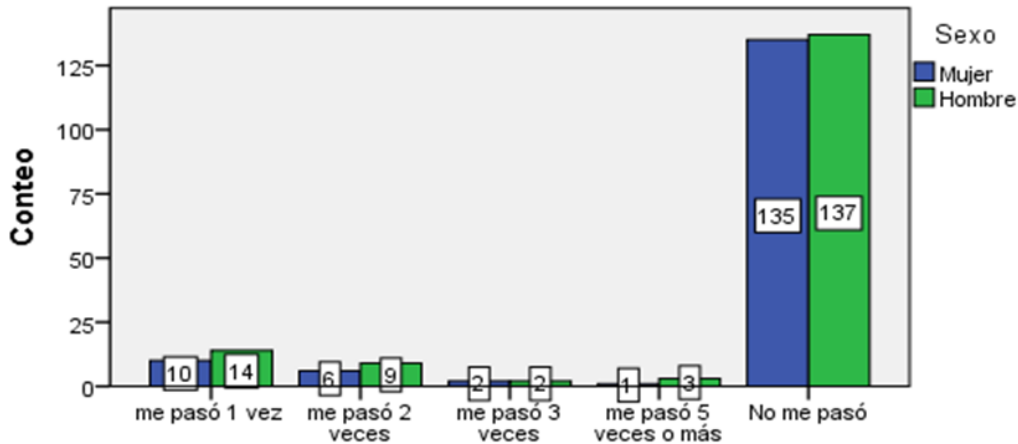 Sexo
Mujer
Hombre
Conteo
125
100
75
50
25
0
10
14
6
9
2
2
1
3
135
137
me pasó 1 vez
me pasó 2
veces
me pasó 3
veces
me pasó 5
veces o más
No me pasó